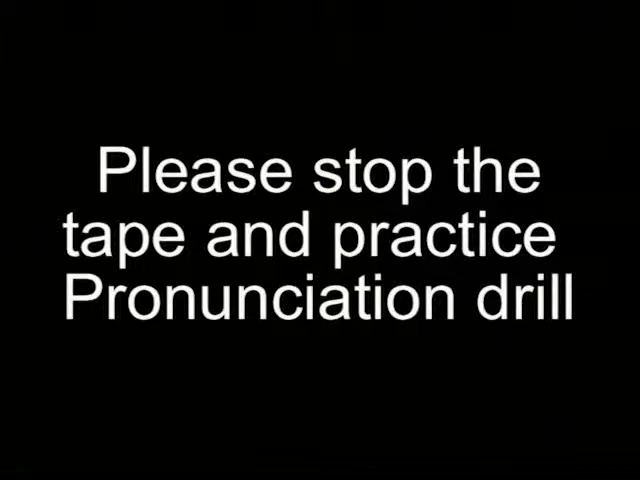 Please stop the
tape and practice
Pronunciation drill